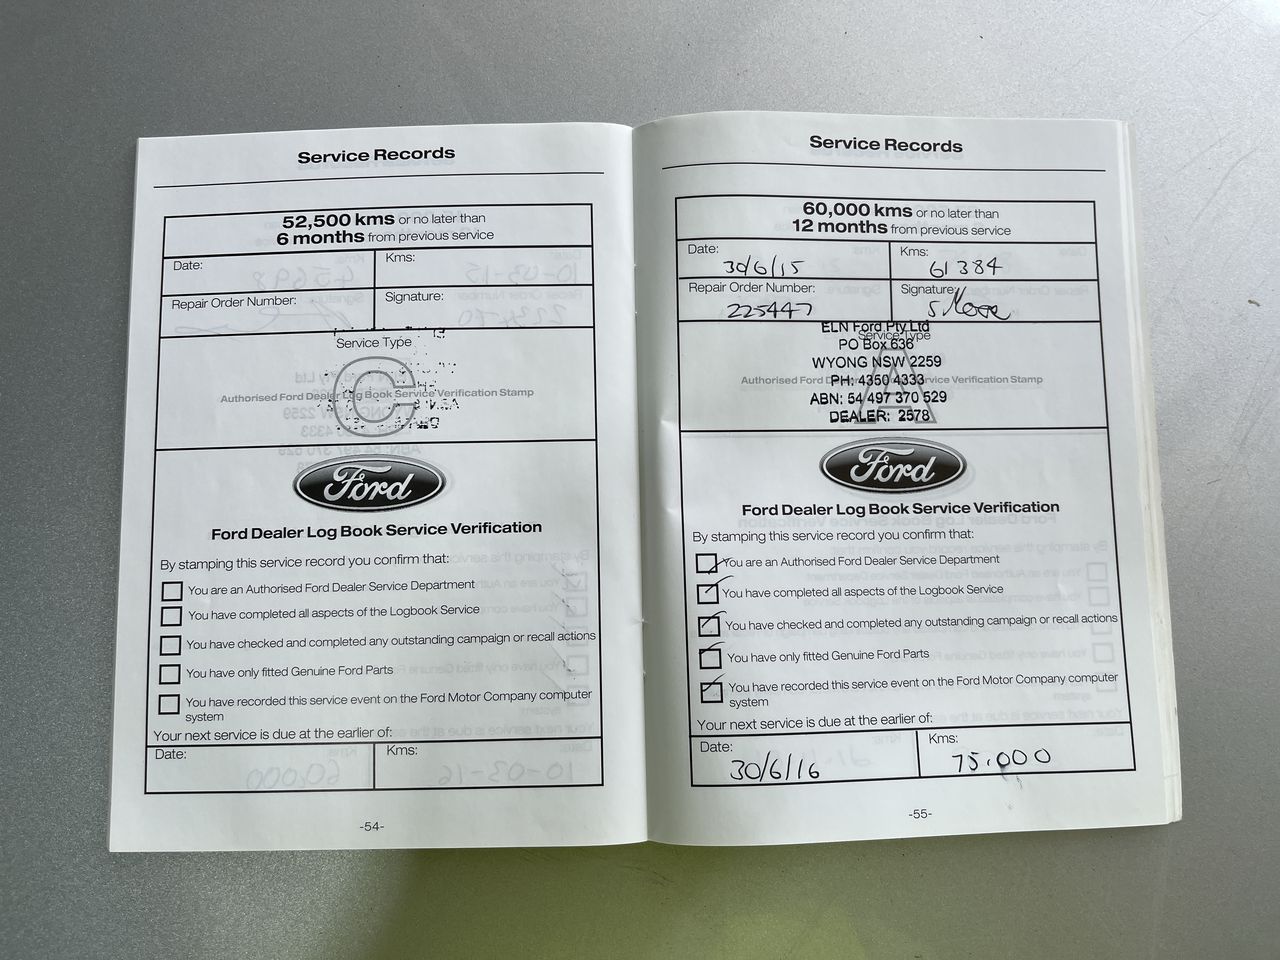 Service Records
52,500 kms or no later than
6 months from previous service
Date:
Kms:
Repair Order Number:
Signature:
Service Type
C
Authorised Ford Dealer Log Book Service Verification Stamp
Ford
Ford Dealer Log Book Service Verification
By stamping this service record you confirm that:
You are an Authorised Ford Dealer Service Department
You have completed all aspects of the Logbook Service
You have checked and completed any outstanding campaign or recall actions
You have only fitted Genuine Ford Parts
You have recorded this service event on the Ford Motor Company computer
system
Your next service is due at the earlier of:
Date:
Kms:
-54-
Service Records
60,000 kms or no later than
12 months from previous service
Date:
30/6/15
Kms:
61384
Repair Order Number:
225447
Signature:
ELN Ford Pty Ltd
Service Type
PO Box 636
WYONG NSW 2259
A
Authorised Ford Dealer Log Book Service Verification Stamp
PH: 4350 4333
ABN: 54 497 370 529
DEALER: 2578
Ford
Ford Dealer Log Book Service Verification
By stamping this service record you confirm that:
You are an Authorised Ford Dealer Service Department
You have completed all aspects of the Logbook Service
You have checked and completed any outstanding campaign or recall actions
You have only fitted Genuine Ford Parts
You have recorded this service event on the Ford Motor Company computer
system
Your next service is due at the earlier of:
Date:
30/6/16
Kms:
75.000
-55-